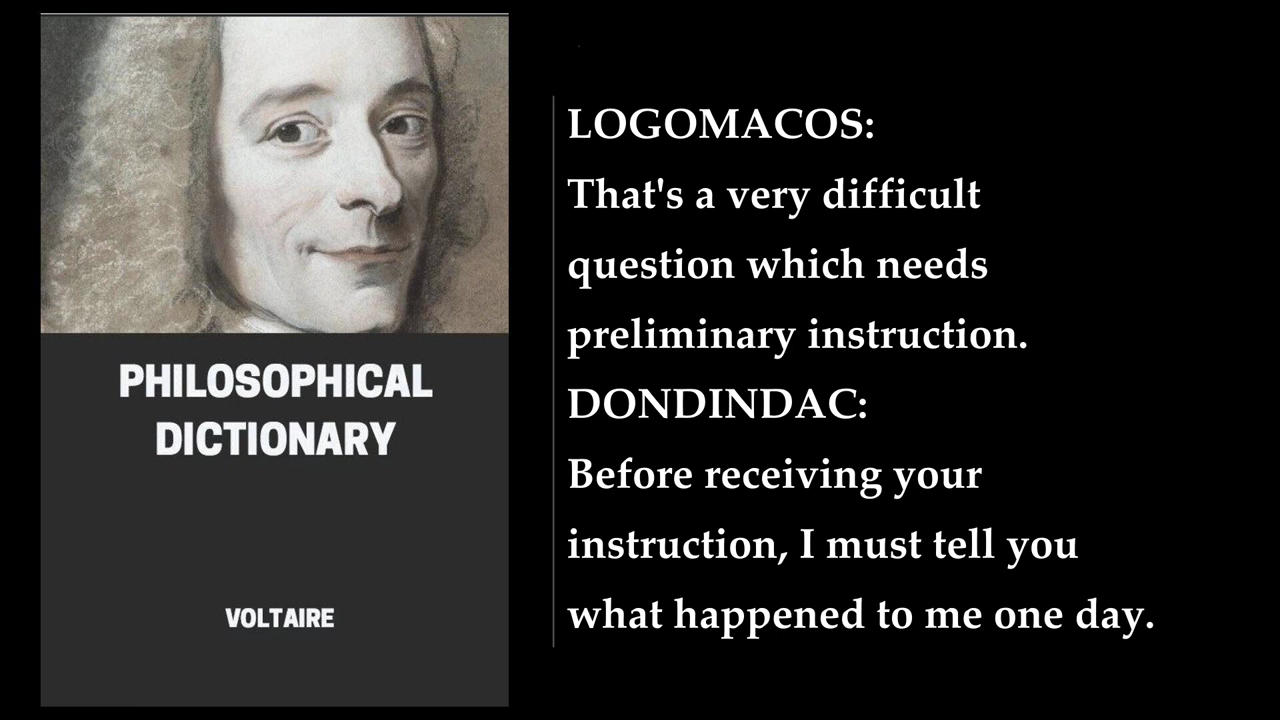 PHILOSOPHICAL
DICTIONARY
VOLTAIRE
LOGOMACOS:
That's a very difficult
question which needs
preliminary instruction.
DONDINDAC:
Before receiving your
instruction, I must tell you
what happened to me one day.